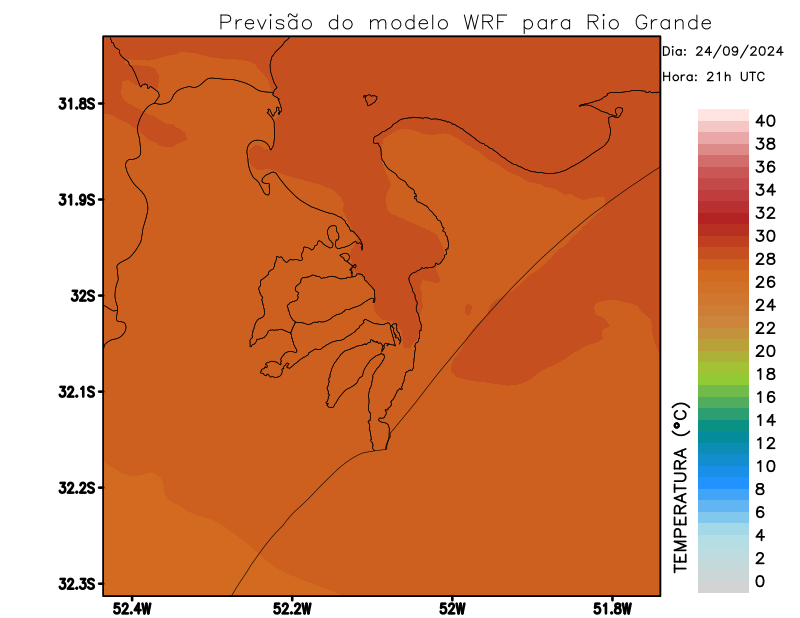 Previsão do modelo WRF para Rio Grande
Dia: 24/09/2024
Hora: 21h UTC
31.8S
31.9S
32S
32.1S
32.2S
32.3S
52.4W
52.2W
52W
51.8W
40
38
36
34
32
30
28
26
24
22
20
18
16
14
12
10
8
6
4
2
0
TEMPERATURA (ºC)